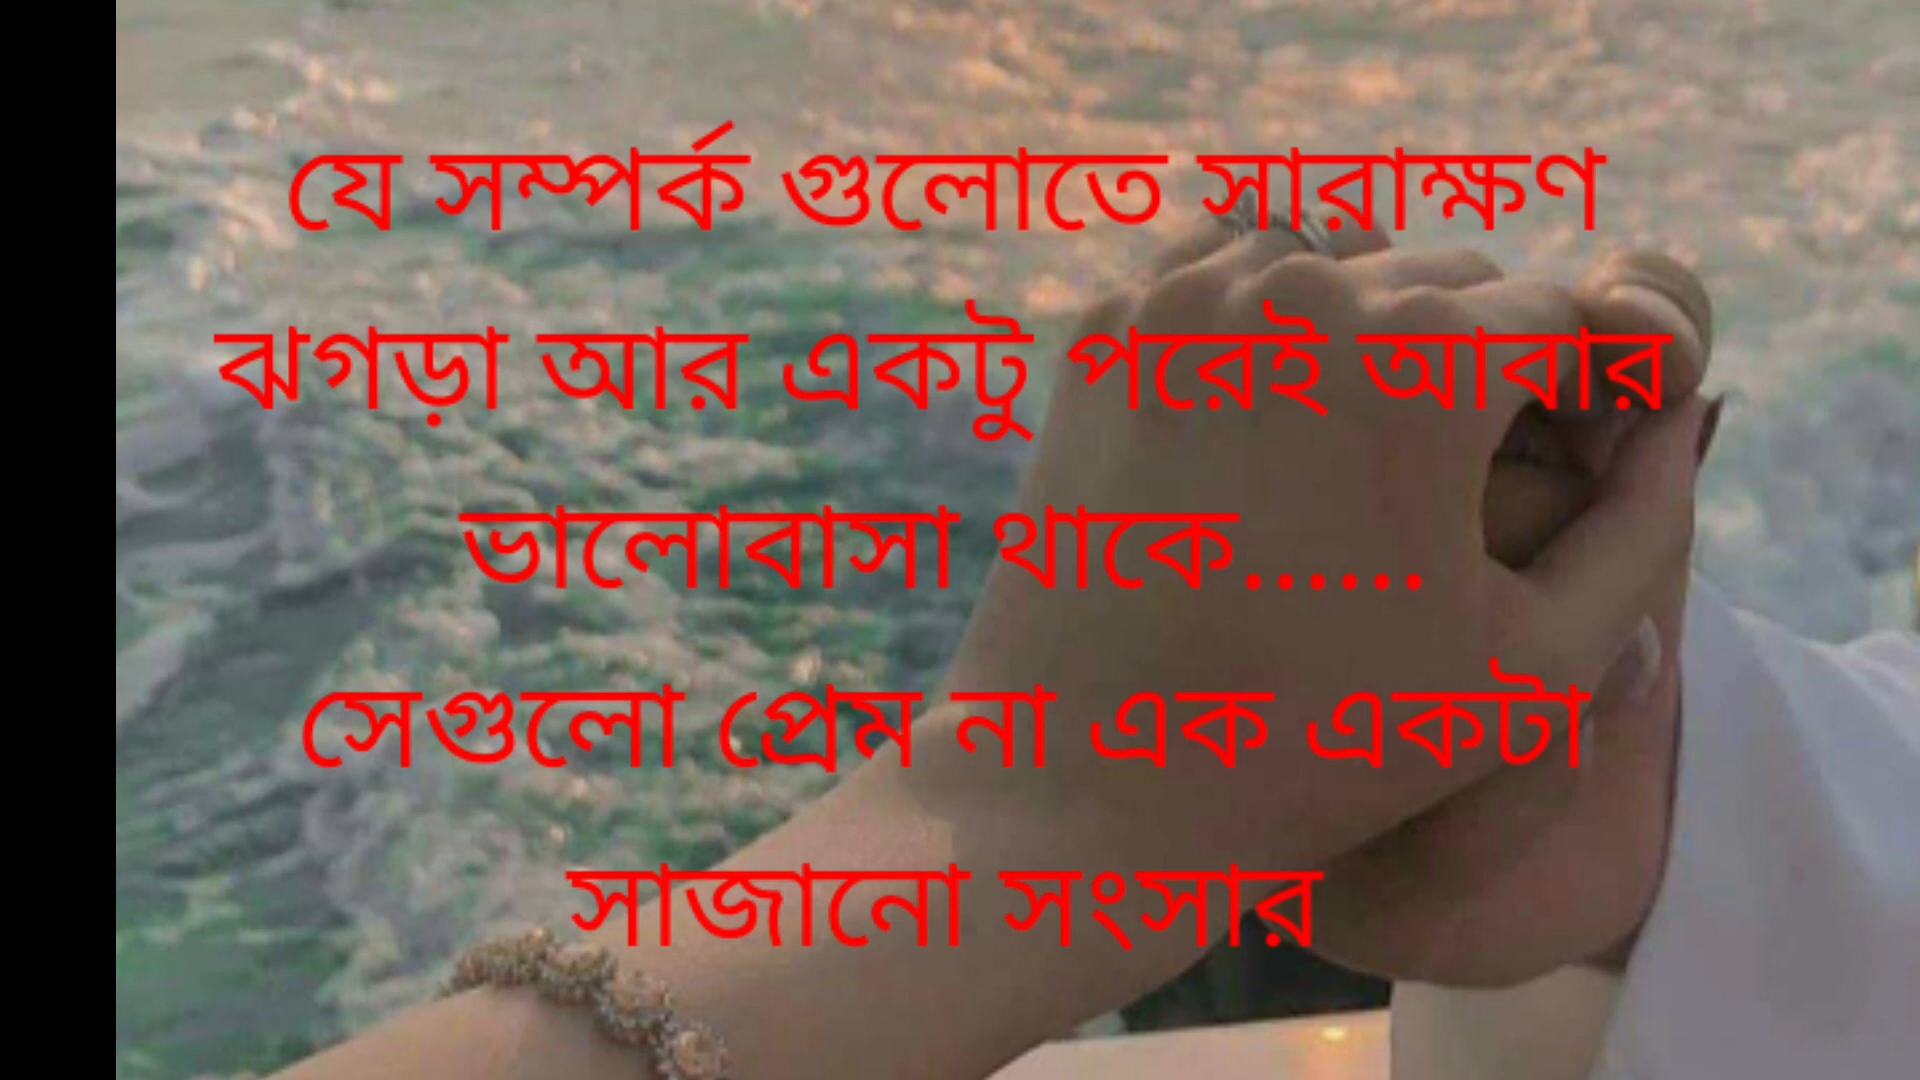 যে সম্পর্ক গুলোতে সারাক্ষণ
ঝগড়া আর একটু পরেই আবার
ভালোবাসা থাকে......
সেগুলো প্রেম না এক একটা
সাজানো সংসার